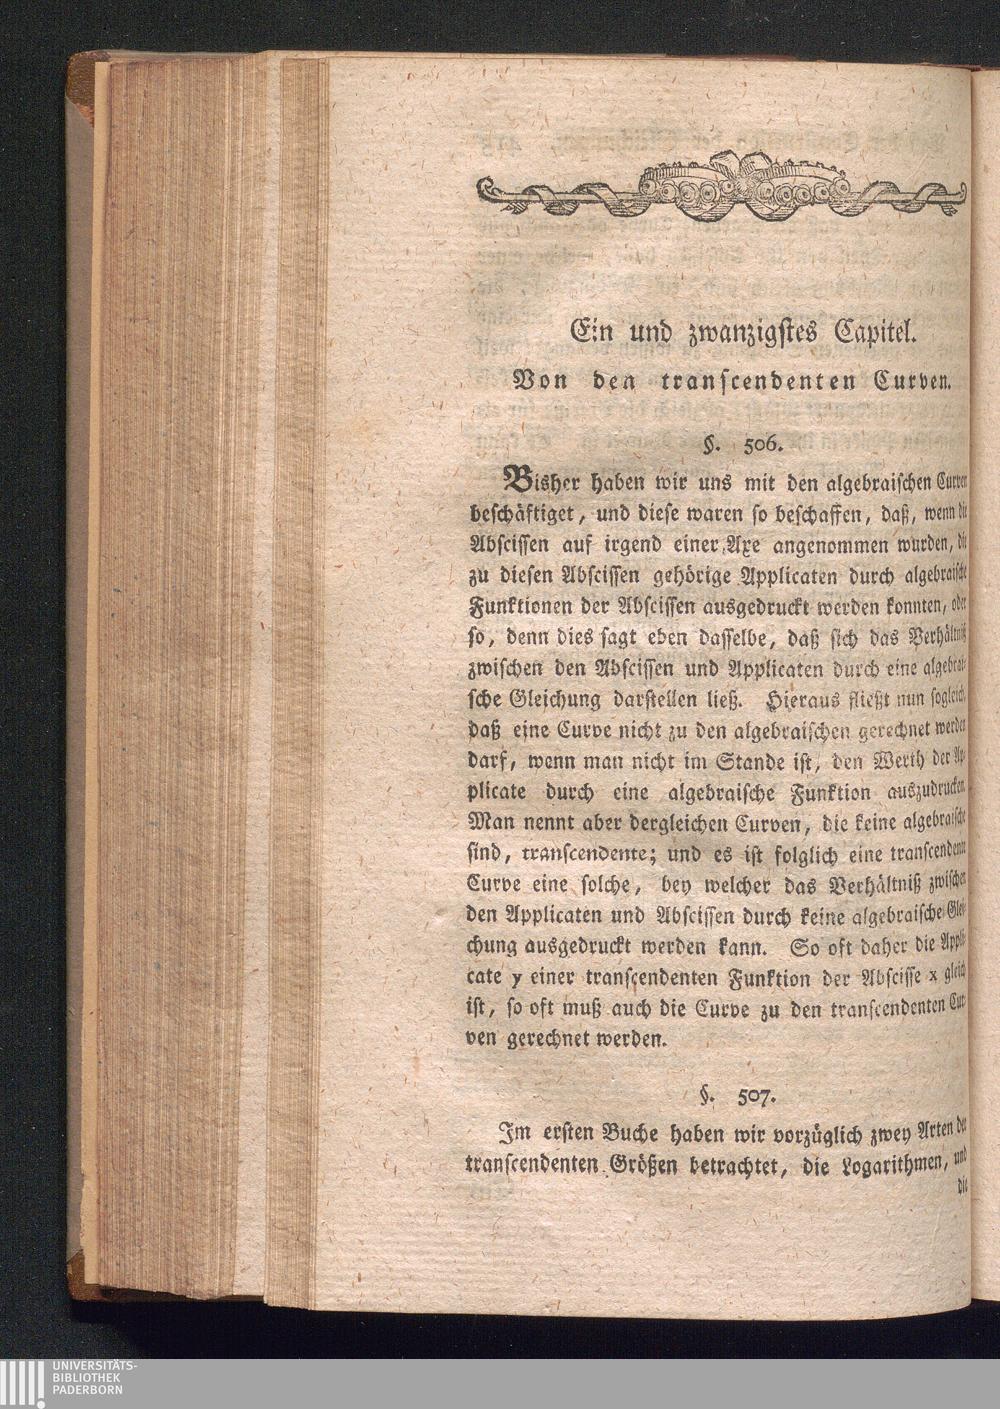 Ein und zwanzigstes Capitel.
Von den transcendenten Curven.
§. 506.
Bisher haben wir uns mit den algebraischen Curven
beschäftiget, und diese waren so beschaffen, daß, wenn die
Abscissen auf irgend einer Axe angenommen wurden, die
zu diesen Abscissen gehörige Applicaten durch algebraische
Funktionen der Abscissen ausgedruckt werden konnten, oder
so, denn dies sagt eben dasselbe, daß sich das Verhältniß
zwischen den Abscissen und Applicaten durch eine algebrai-
sche Gleichung darstellen ließ. Hieraus fließt nun sogleich,
daß eine Curve nicht zu den algebraischen gerechnet werden
darf, wenn man nicht im Stande ist, den Werth der Ap-
plicate durch eine algebraische Funktion auszudrucken.
Man nennt aber dergleichen Curven, die keine algebraische
sind, transcendente; und es ist folglich eine transcendente
Curve eine solche, bey welcher das Verhältniß zwischen
den Applicaten und Abscissen durch keine algebraische Glei-
chung ausgedruckt werden kann. So oft daher die Appli-
cate y einer transcendenten Funktion der Abscisse x gleich
ist, so oft muß auch die Curve zu den transcendenten Cur-
ven gerechnet werden.
§. 507.
Im ersten Buche haben wir vorzüglich zwey Arten der
transcendenten Größen betrachtet, die Logarithmen, und
die
UNIVERSITÄTS-
BIBLIOTHEK
PADERBORN